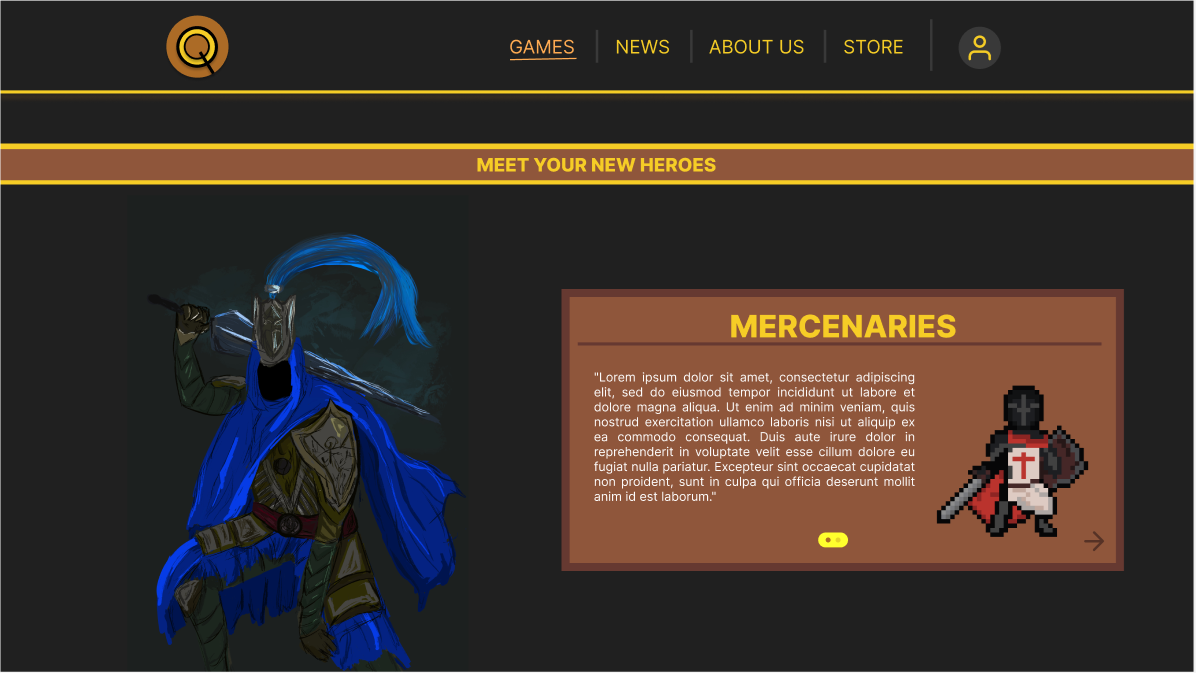 GAMES NEWS ABOUT US STORE
MEET YOUR NEW HEROES
MERCENARIES
"Lorem ipsum dolor sit amet, consectetur adipiscing
elit, sed do eiusmod tempor incididunt ut labore et
dolore magna aliqua. Ut enim ad minim veniam, quis
nostrud exercitation ullamco laboris nisi ut aliquip ex
ea commodo consequat. Duis aute irure dolor in
reprehenderit in voluptate velit esse cillum dolore eu
fugiat nulla pariatur. Excepteur sint occaecat cupidatat
non proident, sunt in culpa qui officia deserunt mollit
anim id est laborum."